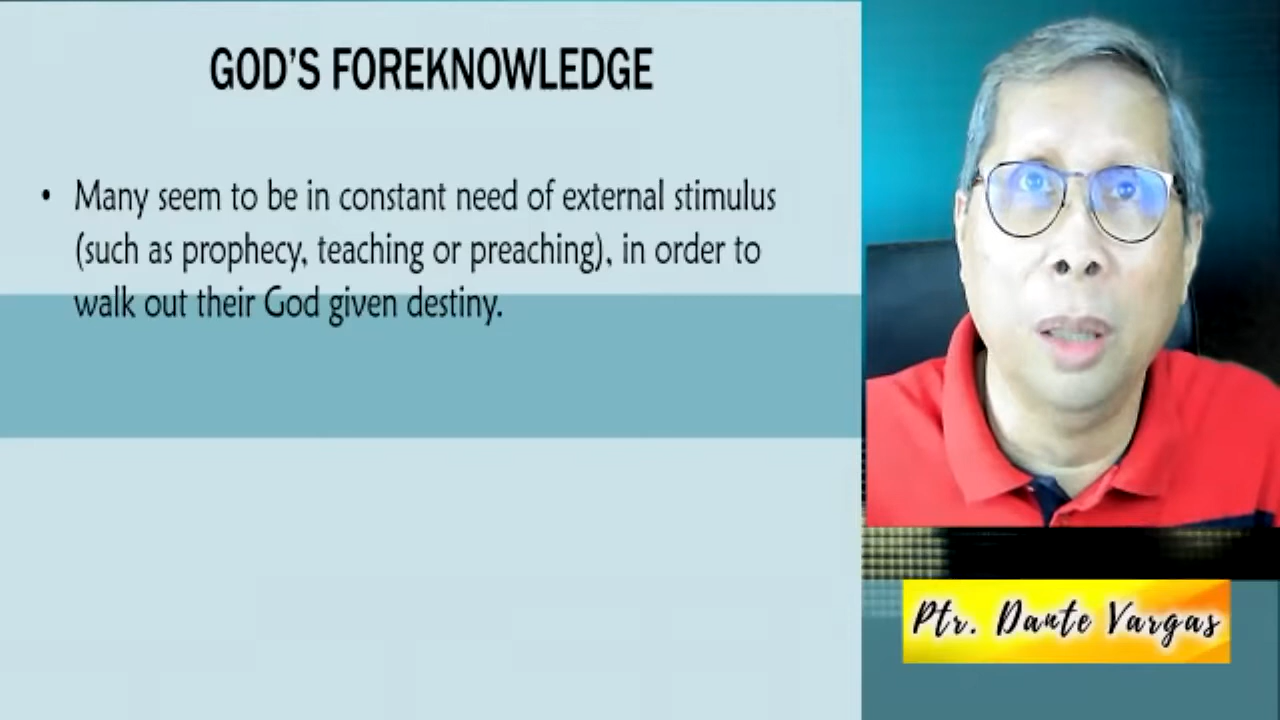 GOD'S FOREKNOWLEDGE
• Many seem to be in constant need of external stimulus
(such as prophecy, teaching or preaching), in order to
walk out their God given destiny.
Ptr. Dante Vargas